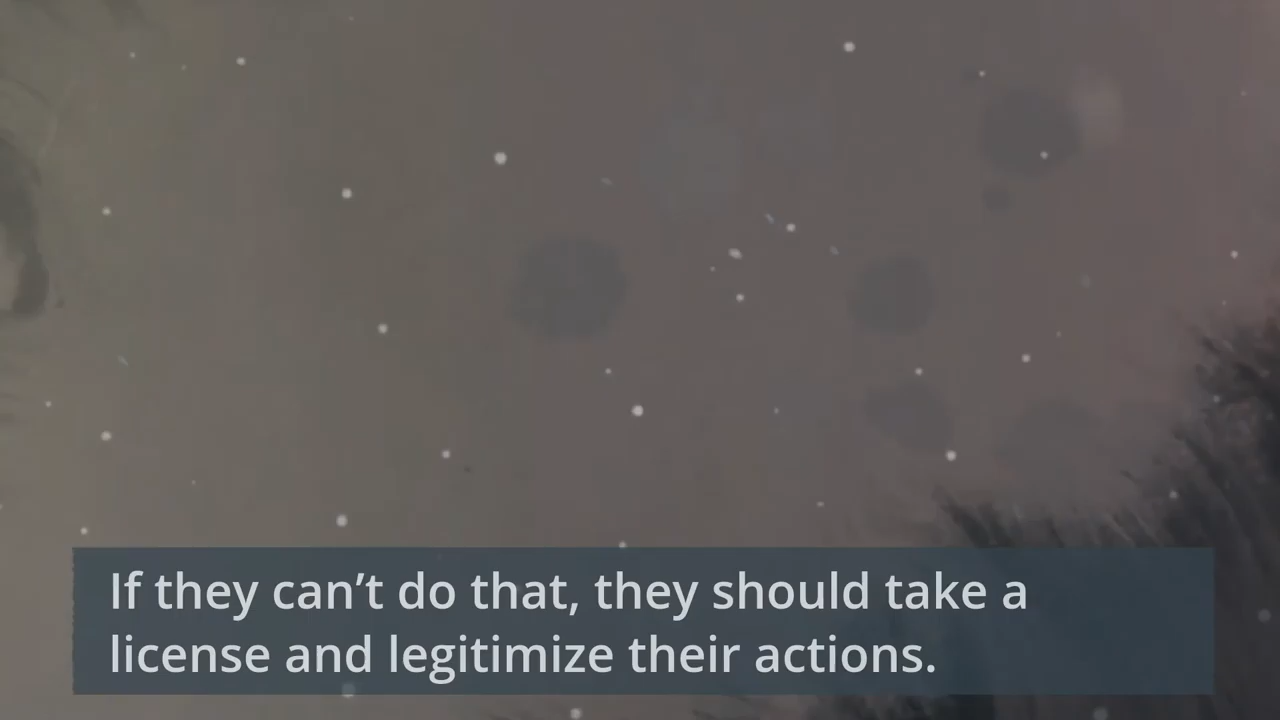 If they can’t do that, they should take a
license and legitimize their actions.